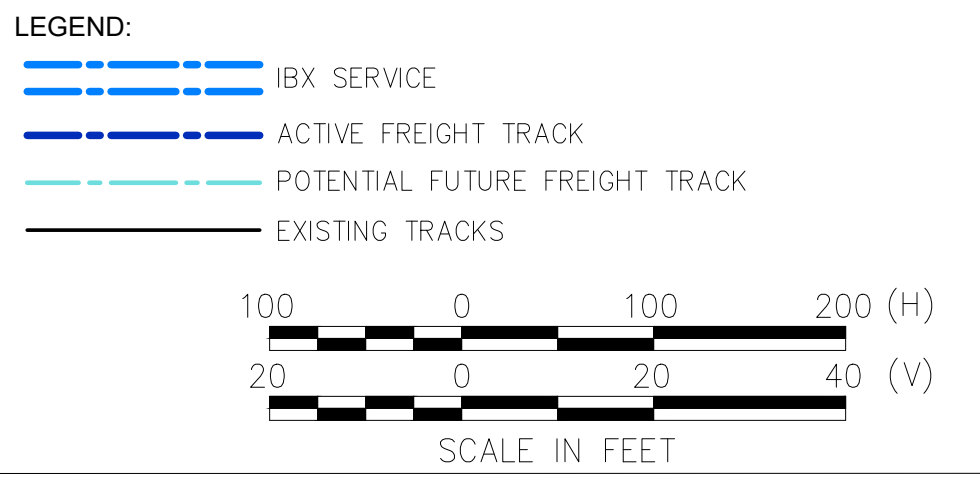 LEGEND:
IBX SERVICE
ACTIVE FREIGHT TRACK
POTENTIAL FUTURE FREIGHT TRACK
EXISTING TRACKS
100 0 100 200 (H)
20 0 20 40 (V)
SCALE IN FEET